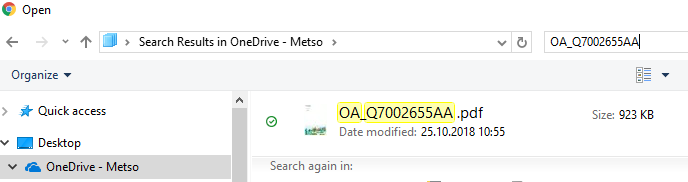 Open
Search Results in OneDrive - Metso
OA_Q7002655AA
Organize
Quick access
Desktop
OneDrive - Metso
OA_Q7002655AA.pdf
Size: 923 KB
Date modified: 25.10.2018 10:55
Search again in: